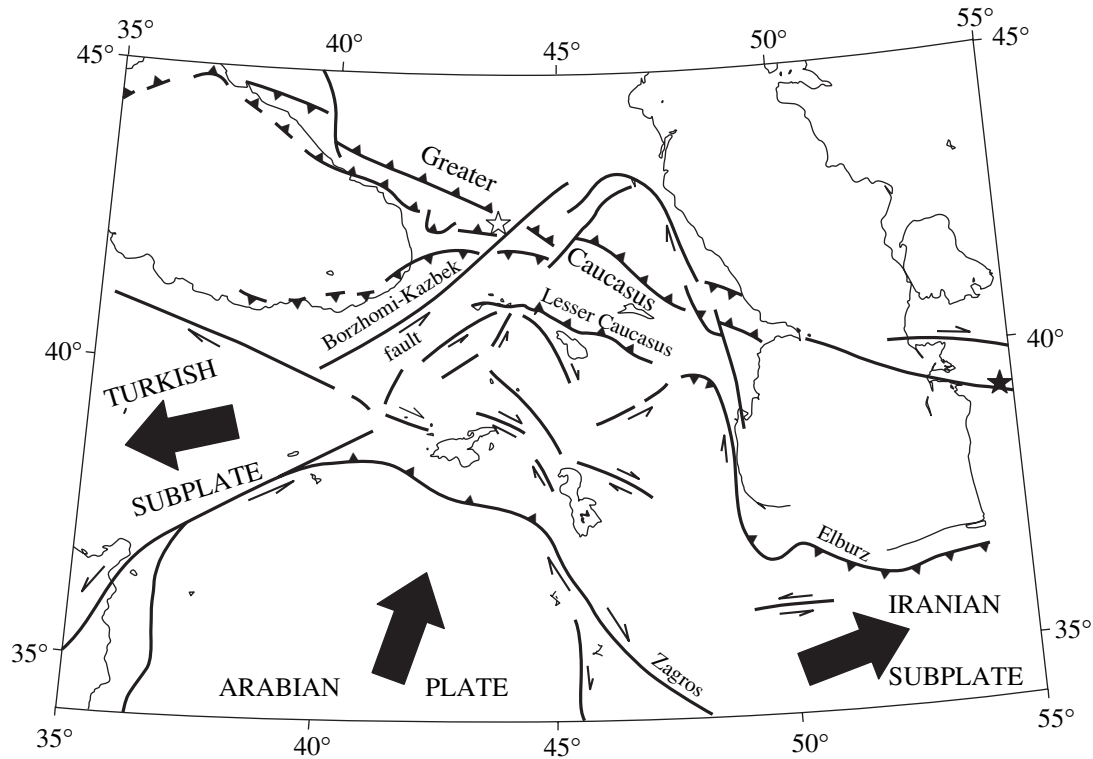 35°
40°
45°
50°
55°
45°
45°
Greater
Caucasus
Borzhomi-Kazbek
fault
Lesser Caucasus
40°
40°
TURKISH
SUBPLATE
Elburz
IRANIAN
SUBPLATE
35°
35°
ARABIAN PLATE
Zagros
35°
40°
45°
50°
55°